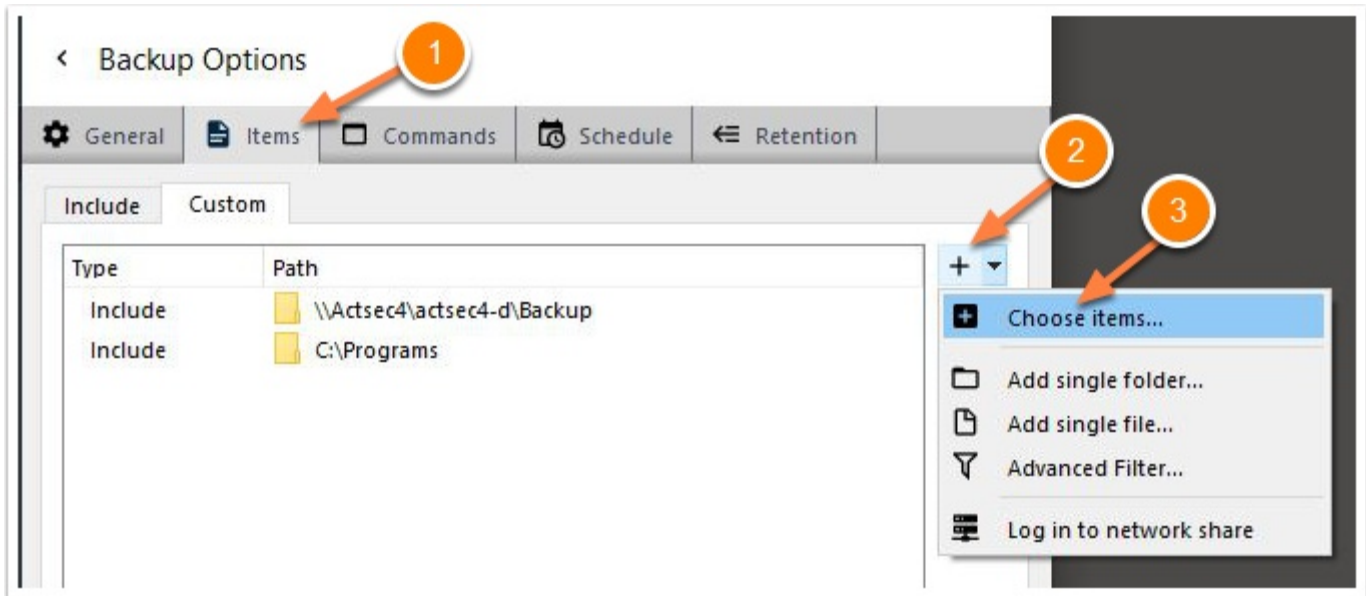 Backup Options
1
General Items Commands Schedule Retention
2
Include Custom
3
Type Path
Include \\Actsec4\actsec4-d\Backup
Include C:\Programs
Choose items...
Add single folder...
Add single file...
Advanced Filter...
Log in to network share